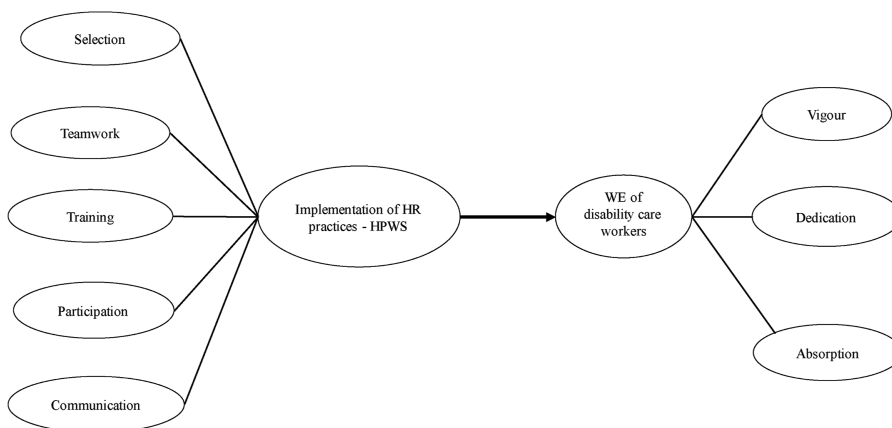 Selection
Teamwork
Training
Participation
Communication
Implementation of HR
practices - HPWS
WE of
disability care
workers
Vigour
Dedication
Absorption